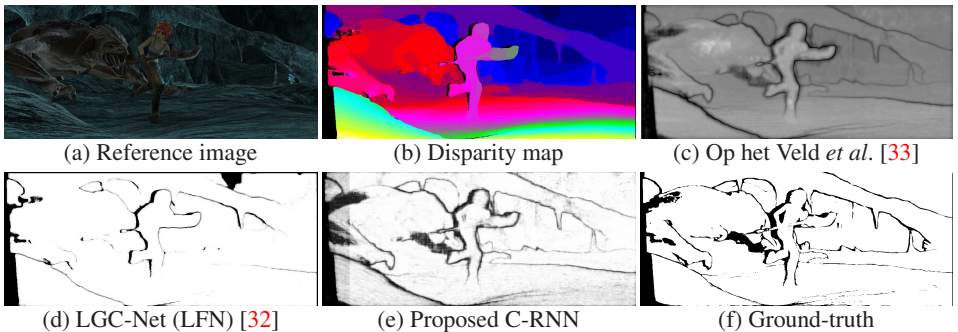 (a) Reference image
(b) Disparity map
(c) Op het Veld et al. [33]
(d) LGC-Net (LFN) [32]
(e) Proposed C-RNN
(f) Ground-truth